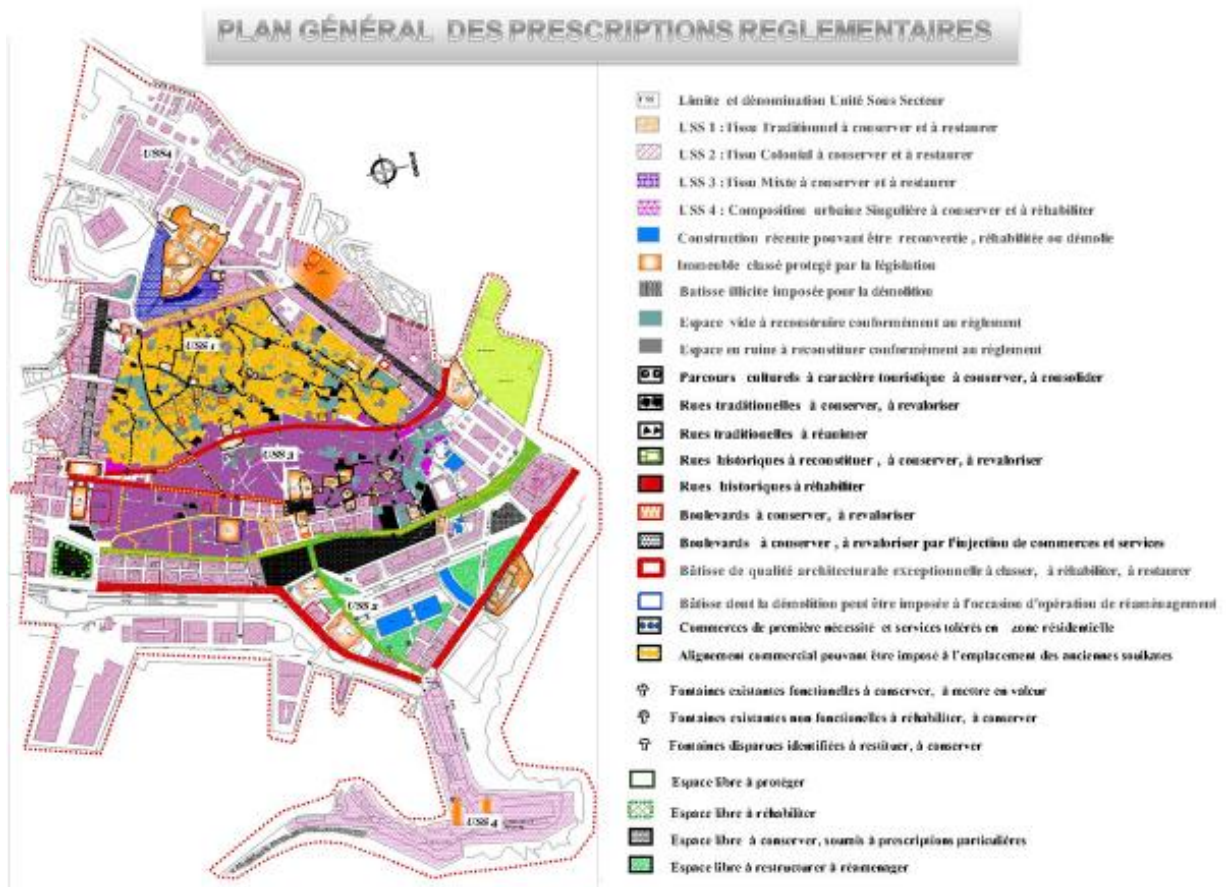 PLAN GÉNÉRAL DES PRESCRIPTIONS REGLEMENTAIRES
USS4
USS 1
USS 3
USS 2
USS 4
USS
Limite et dénomination Unité Sous Secteur
USS 1 : Tissu Traditionnel à conserver et à restaurer
USS 2 : Tissu Colonial à conserver et à restaurer
USS 3 : Tissu Mixte à conserver et à restaurer
USS 4 : Composition urbaine Singulière à conserver et à réhabiliter
Construction récente pouvant être reconvertie , réhabilitée ou démolie
Immeuble classé protegé par la législation
Batisse illicite imposée pour la démolition
Espace vide à reconstruire conformément au règlement
Espace en ruine à reconstituer conformément au règlement
Parcours culturels à caractère touristique à conserver, à consolider
Rues traditionelles à conserver, à revaloriser
Rues traditionelles à réanimer
Rues historiques à reconstituer , à conserver, à revaloriser
Rues historiques à réhabiliter
Boulevards à conserver, à revaloriser
Boulevards à conserver , à revaloriser par l'injection de commerces et services
Bâtisse de qualité architecturale exceptionnelle à classer, à réhabiliter, à restaurer
Bâtisse dont la démolition peut être imposée à l'occasion d'opération de réaménagement
Commerces de première nécessité et services tolérés en zone résidentielle
Alignement commercial pouvant être imposé à l'emplacement des anciennes souikates
Fontaines existantes fonctionelles à conserver, à mettre en valeur
Fontaines existantes non fonctionelles à réhabiliter, à conserver
Fontaines disparues identifiées à restituer, à conserver
Espace libre à protéger
Espace libre à réhabiliter
Espace libre à conserver, soumis à prescriptions particulières
Espace libre à restructurer à réamenager